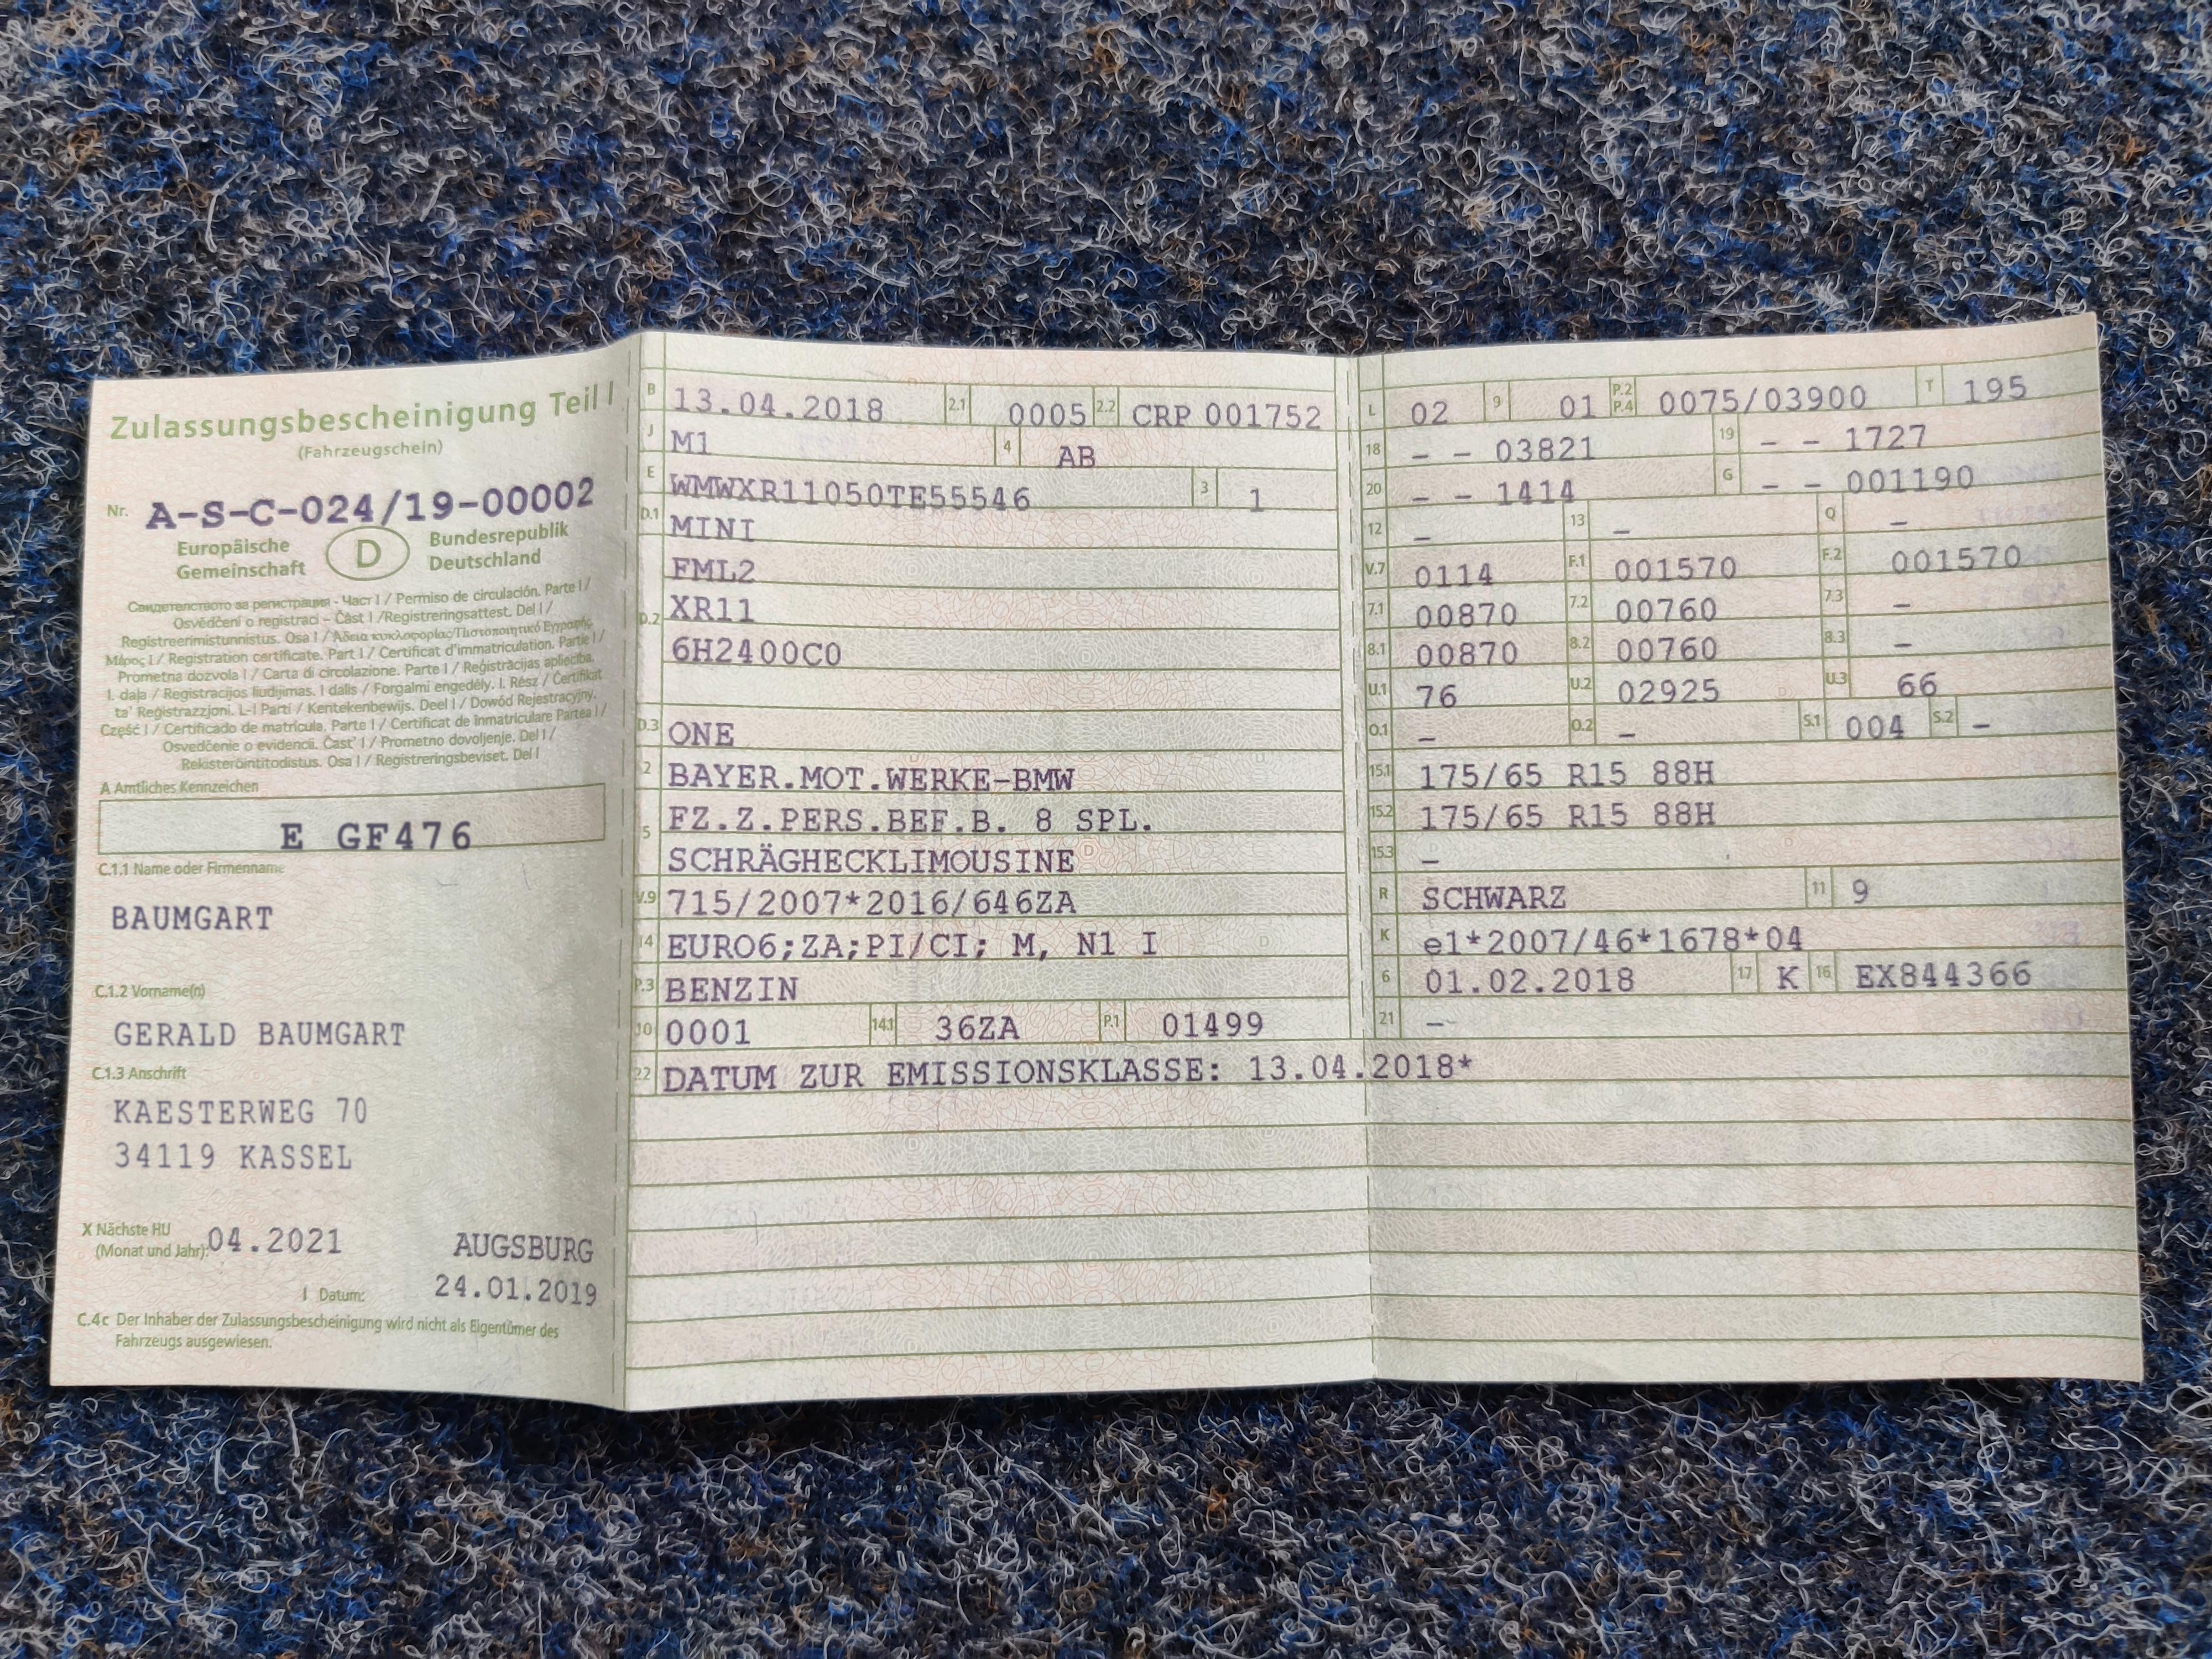 Zulassungsbescheinigung Teil I
(Fahrzeugschein)
Nr. A-S-C-024/19-00002
Europäische Gemeinschaft D Bundesrepublik Deutschland
Свидетелството за регистрация - Част I / Permiso de circulación. Parte I /
Osvědčení o registraci - Část I /Registreringsattest. Del I /
Registreerimistunnistus. Osa I / Άδεια κυκλοφορίας/Πιστοποιητικό Εγγραφής.
Μέρος I / Registration certificate. Part I / Certificat d'immatriculation. Partie I /
Prometna dozvola I / Carta di circolazione. Parte I / Reģistrācijas apliecība.
I. daļa / Registracijos liudijimas. I dalis / Forgalmi engedély. I. Rész / Ċertifikat
ta' Reġistrazzjoni. L-I Parti / Kentekenbewijs. Deel I / Dowód Rejestracyjny.
Część I / Certificado de matrícula. Parte I / Certificat de înmatriculare Partea I /
Osvedčenie o evidencii. Časť I / Prometno dovoljenje. Del I /
Rekisteröintitodistus. Osa I / Registreringsbeviset. Del I
A Amtliches Kennzeichen
E GF476
C.1.1 Name oder Firmenname
BAUMGART
C.1.2 Vorname(n)
GERALD BAUMGART
C.1.3 Anschrift
KAESTERWEG 70
34119 KASSEL
X Nächste HU
(Monat und Jahr): 04.2021
AUGSBURG
I Datum: 24.01.2019
C.4c Der Inhaber der Zulassungsbescheinigung wird nicht als Eigentümer des
Fahrzeugs ausgewiesen.
B 13.04.2018 2.1 0005 2.2 CRP 001752
J M1 4 AB
E WMWXR11050TE55546 3 1
D.1 MINI
FML2
D.2 XR11
6H2400C0
D.3 ONE
2 BAYER.MOT.WERKE-BMW
5 FZ.Z.PERS.BEF.B. 8 SPL.
SCHRÄGHECKLIMOUSINE
V.9 715/2007*2016/646ZA
14 EURO6;ZA;PI/CI; M, N1 I
P.3 BENZIN
10 0001 14.1 36ZA P.1 01499
22 DATUM ZUR EMISSIONSKLASSE: 13.04.2018*
L 02 9 01 P.2 P.4 0075/03900 T 195
18 - - 03821 19 - - 1727
20 - - 1414 G - - 001190
12 - 13 - Q -
V.7 0114 F.1 001570 F.2 001570
7.1 00870 7.2 00760 7.3 -
8.1 00870 8.2 00760 8.3 -
U.1 76 U.2 02925 U.3 66
O.1 - O.2 - S.1 004 S.2 -
15.1 175/65 R15 88H
15.2 175/65 R15 88H
15.3 -
R SCHWARZ 11 9
K e1*2007/46*1678*04
6 01.02.2018 17 K 16 EX844366
21 -